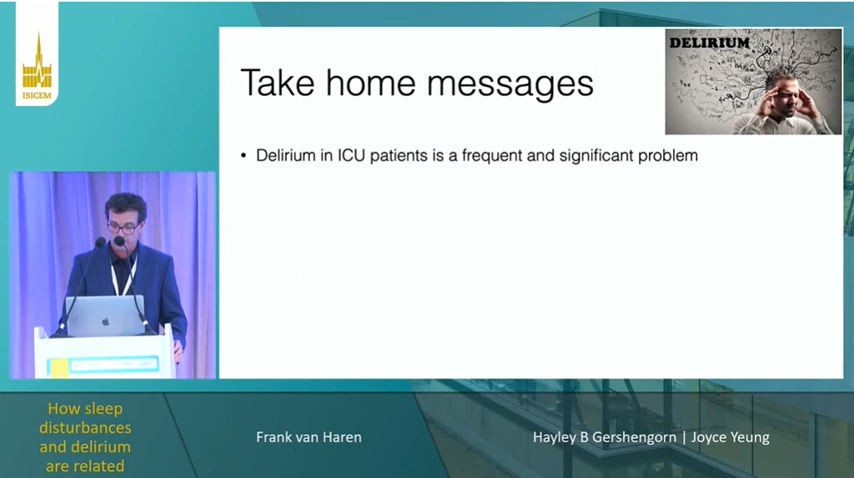 ISICEM
DELIRIUM
Take home messages
• Delirium in ICU patients is a frequent and significant problem
How sleep
disturbances
and delirium
are related
Frank van Haren
Hayley B Gershengorn | Joyce Yeung